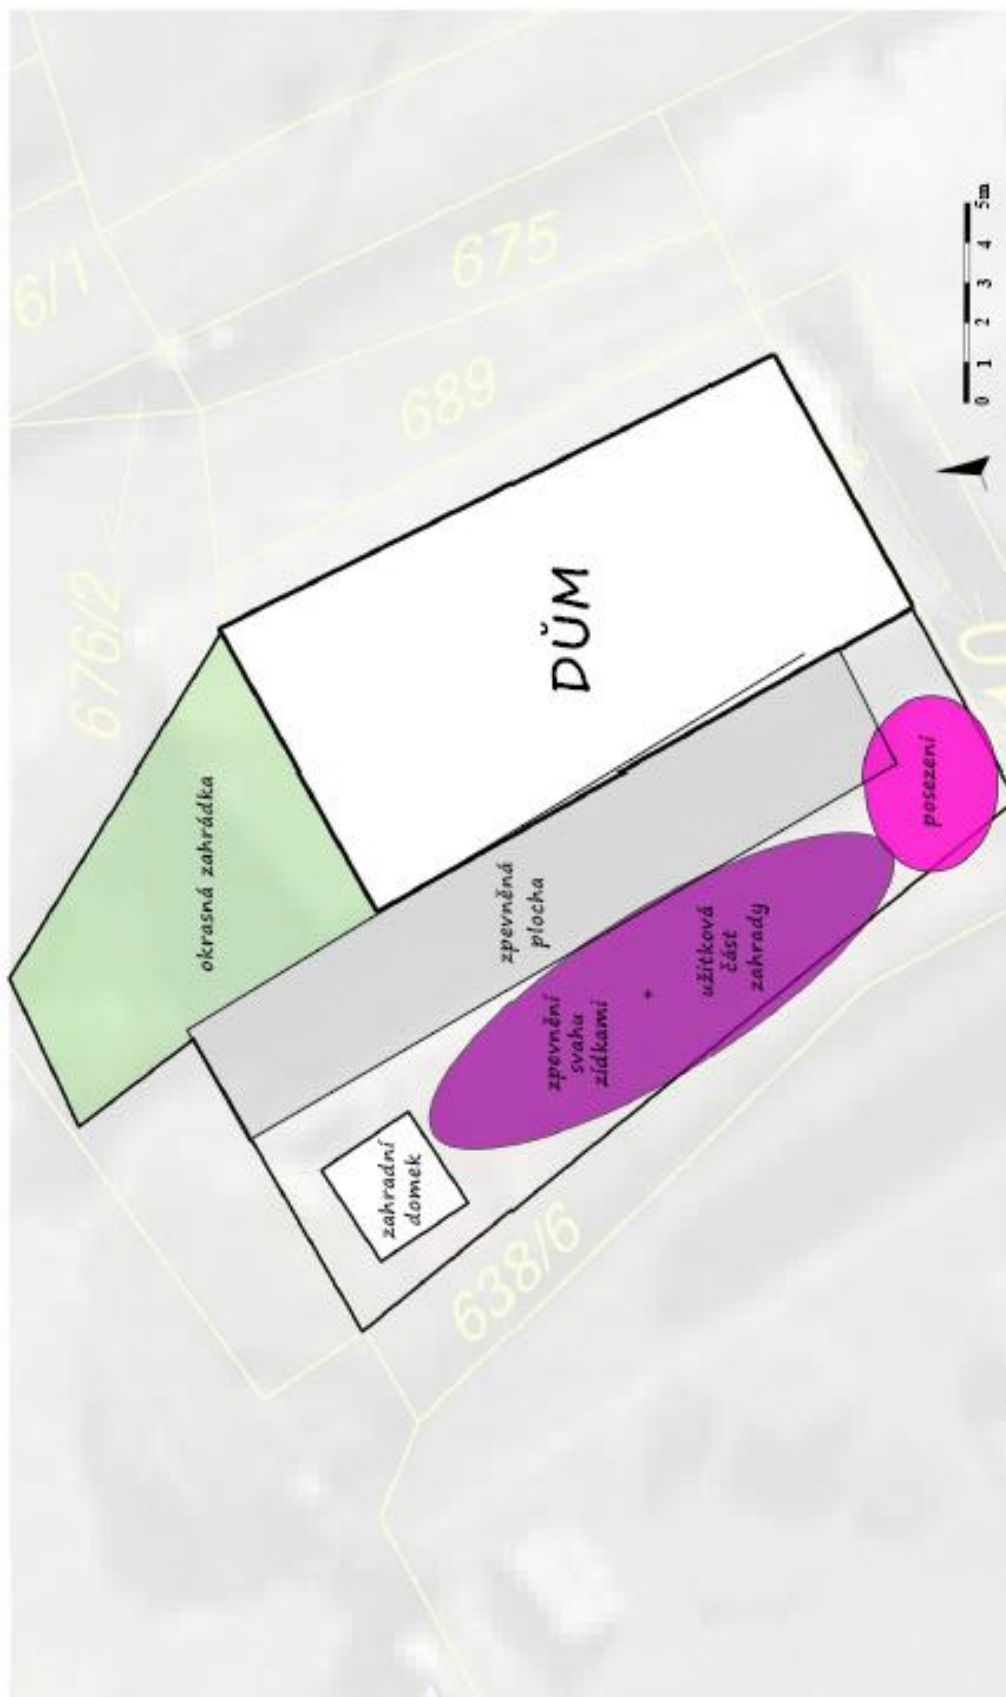 6/1
675
689
676/2
DŮM
okrasná zahrádka
zpevněná
plocha
posezení
zpevnění
svahu
zídkami
+
užitková
část
zahrady
zahradní
domek
638/6
0 1 2 3 4 5m